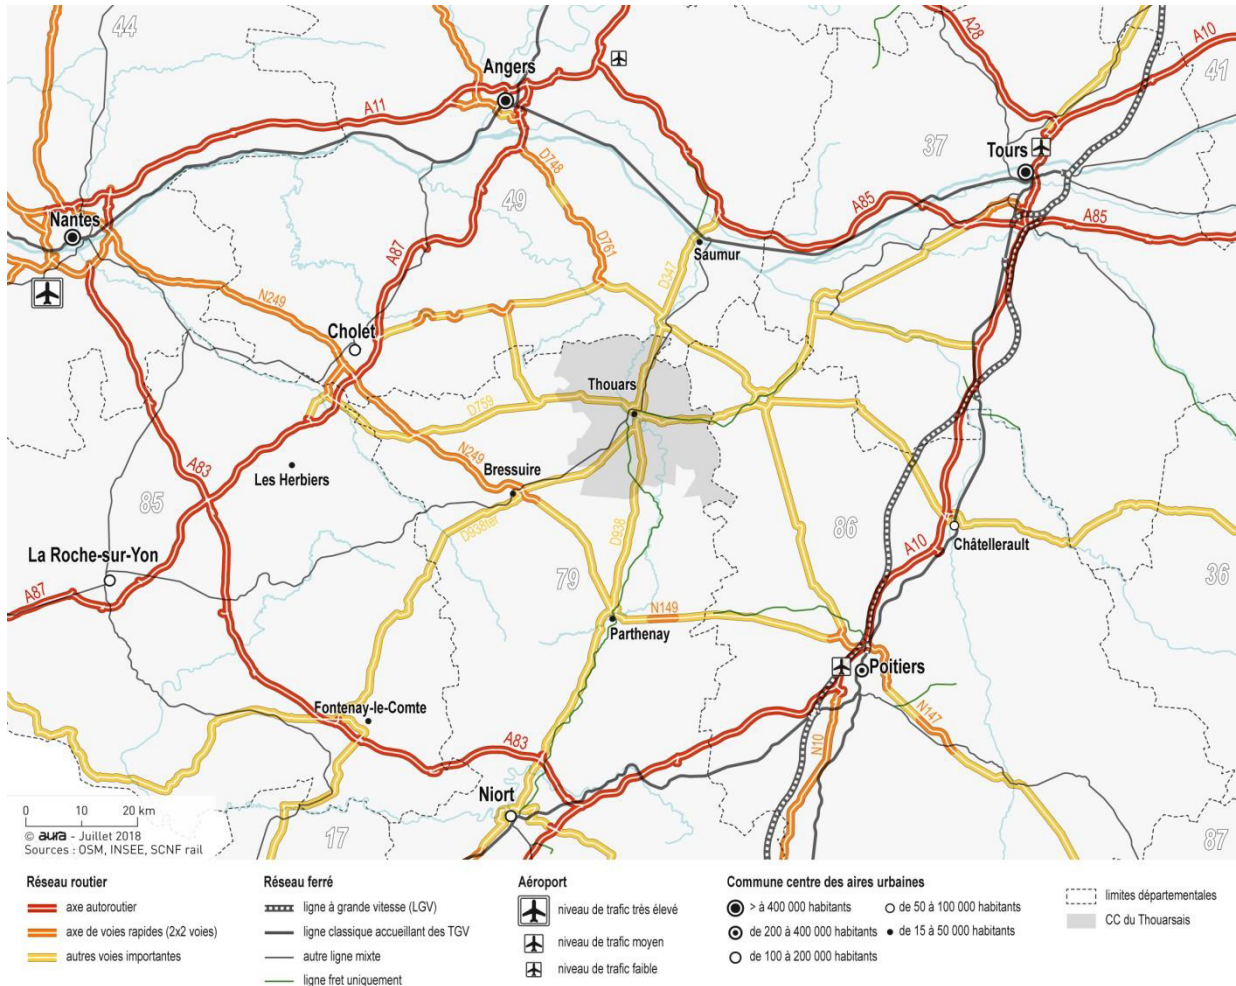 44
A28
A10
41
Angers
A11
37
Tours
D748
49
A85
A85
Nantes
D761
A87
Saumur
D347
N249
Cholet
Thouars
D759
N249
Bressuire
A83
Les Herbiers
85
D938ter
D938
86
A10
Châtellerault
La Roche-sur-Yon
79
36
A87
N149
Parthenay
Poitiers
Fontenay-le-Comte
N147
A83
N10
Niort
17
87
0 10 20 km
© aura - Juillet 2018
Sources : OSM, INSEE, SCNF rail
Réseau routier
axe autoroutier
axe de voies rapides (2x2 voies)
autres voies importantes
Réseau ferré
ligne à grande vitesse (LGV)
ligne classique accueillant des TGV
autre ligne mixte
ligne fret uniquement
Aéroport
niveau de trafic très élevé
niveau de trafic moyen
niveau de trafic faible
Commune centre des aires urbaines
> à 400 000 habitants
de 200 à 400 000 habitants
de 100 à 200 000 habitants
de 50 à 100 000 habitants
de 15 à 50 000 habitants
limites départementales
CC du Thouarsais